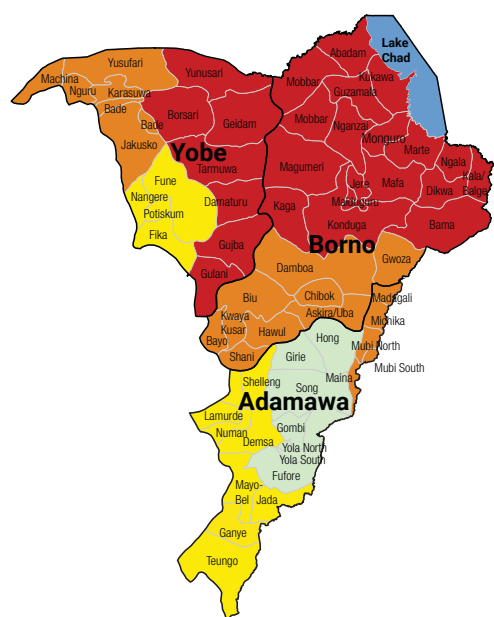 Lake
Chad
Abadam
Yusufari
Yunusari
Mobbar
Kukawa
Machina
Nguru
Karasuwa
Guzamala
Bade
Borsari
Geidam
Mobbar
Nganzai
Bade
Monguro
Jakusko
Marte
Yobe
Ngala
Magumeri
Tarmuwa
Kala/
Balge
Fune
Jere
Mafa
Dikwa
Nangere
Damaturu
Kaga
Maiduguru
Potiskum
Konduga
Bama
Fika
Gujba
Borno
Gwoza
Gulani
Damboa
Biu
Chibok
Madagali
Kwaya
Kusar
Askira/Uba
Michika
Bayo
Hawul
Hong
Mubi North
Shani
Girie
Mubi South
Shelleng
Song
Maina
Adamawa
Lamurde
Gombi
Numan
Demsa
Yola North
Yola South
Fufore
Mayo-
Bel
Jada
Ganye
Teungo